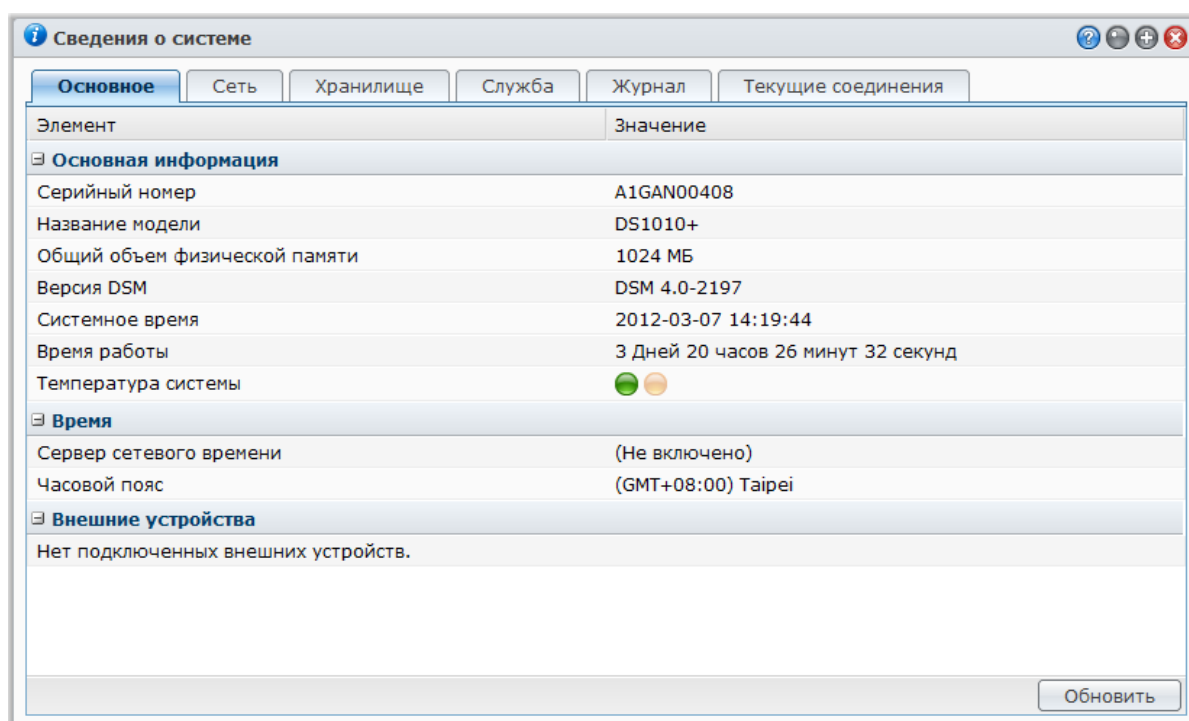 Сведения о системе
Основное Сеть Хранилище Служба Журнал Текущие соединения
Элемент Значение
Основная информация
Серийный номер A1GAN00408
Название модели DS1010+
Общий объем физической памяти 1024 МБ
Версия DSM DSM 4.0-2197
Системное время 2012-03-07 14:19:44
Время работы 3 Дней 20 часов 26 минут 32 секунд
Температура системы
Время
Сервер сетевого времени (Не включено)
Часовой пояс (GMT+08:00) Taipei
Внешние устройства
Нет подключенных внешних устройств.
Обновить